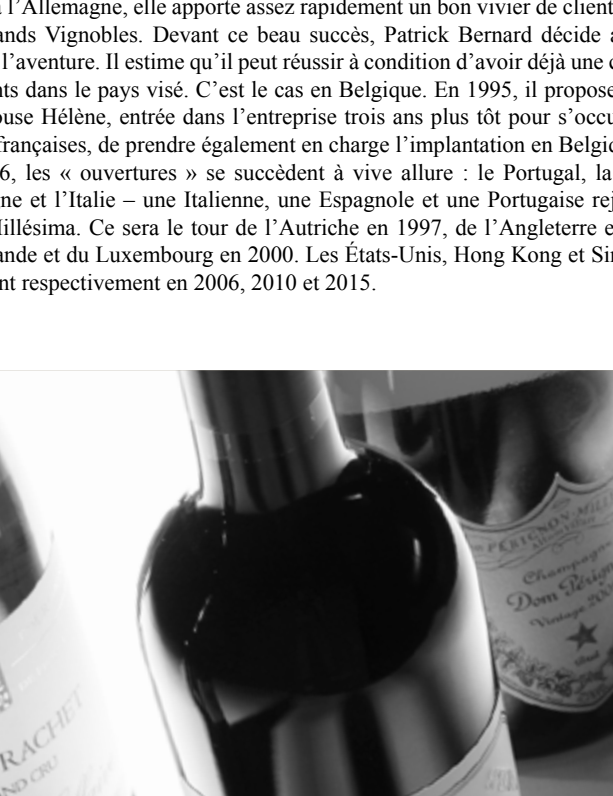 l'Allemagne, elle apporte assez rapidement un bon vivier de client
ands Vignobles. Devant ce beau succès, Patrick Bernard décide a
l'aventure. Il estime qu'il peut réussir à condition d'avoir déjà une c
ts dans le pays visé. C'est le cas en Belgique. En 1995, il propose
ouse Hélène, entrée dans l'entreprise trois ans plus tôt pour s'occu
françaises, de prendre également en charge l'implantation en Belgic
6, les « ouvertures » se succèdent à vive allure : le Portugal, la
ne et l'Italie – une Italienne, une Espagnole et une Portugaise rej
Millésima. Ce sera le tour de l'Autriche en 1997, de l'Angleterre e
ande et du Luxembourg en 2000. Les États-Unis, Hong Kong et Sin
nt respectivement en 2006, 2010 et 2015.
PÉRIGNON
Champagne
Dom Pérign
Vintage 200
Brut
RACHET
ND CRU